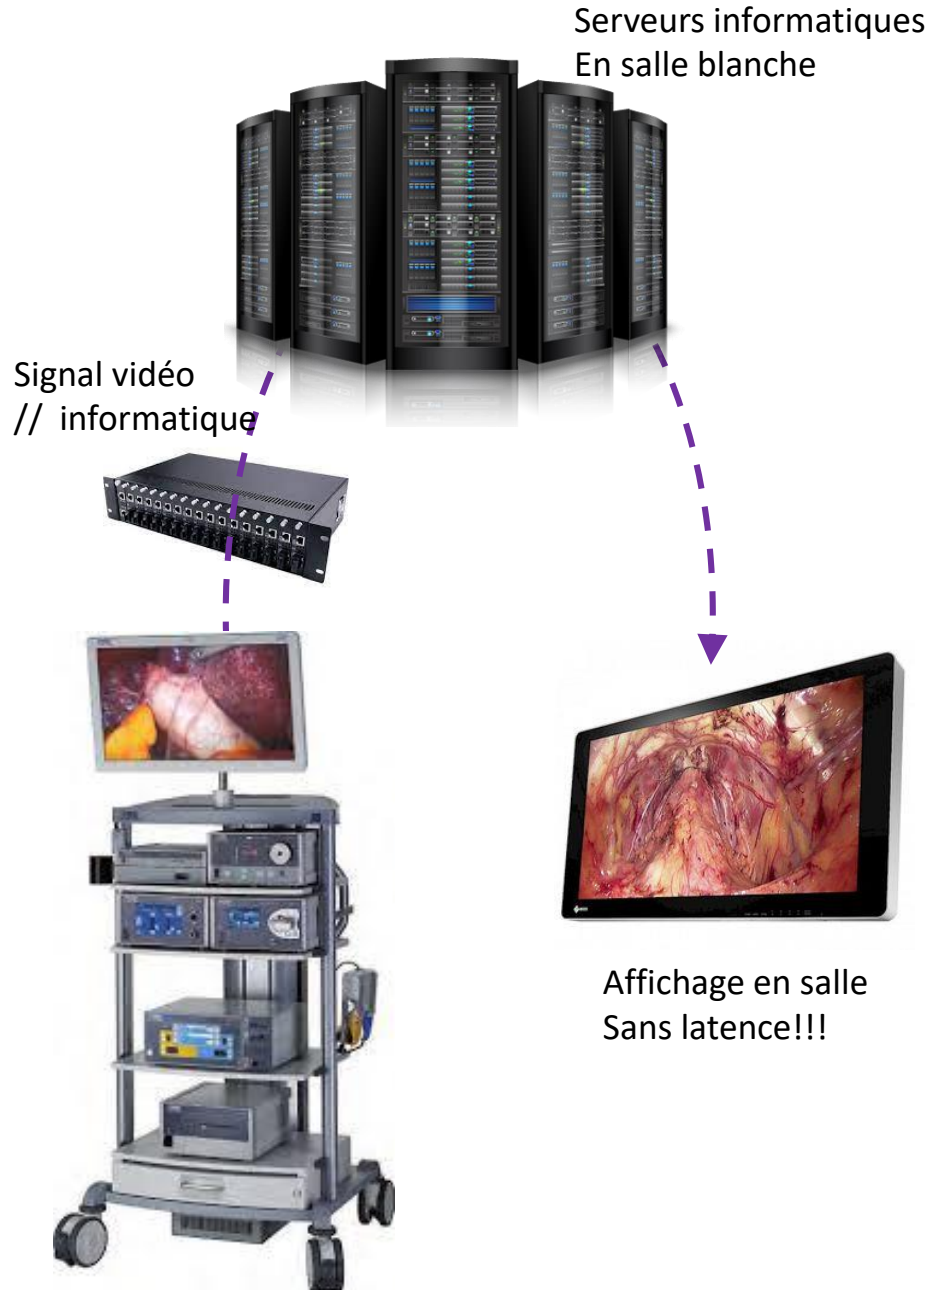 Serveurs informatiques
En salle blanche
Signal vidéo
// informatique
Affichage en salle
Sans latence!!!